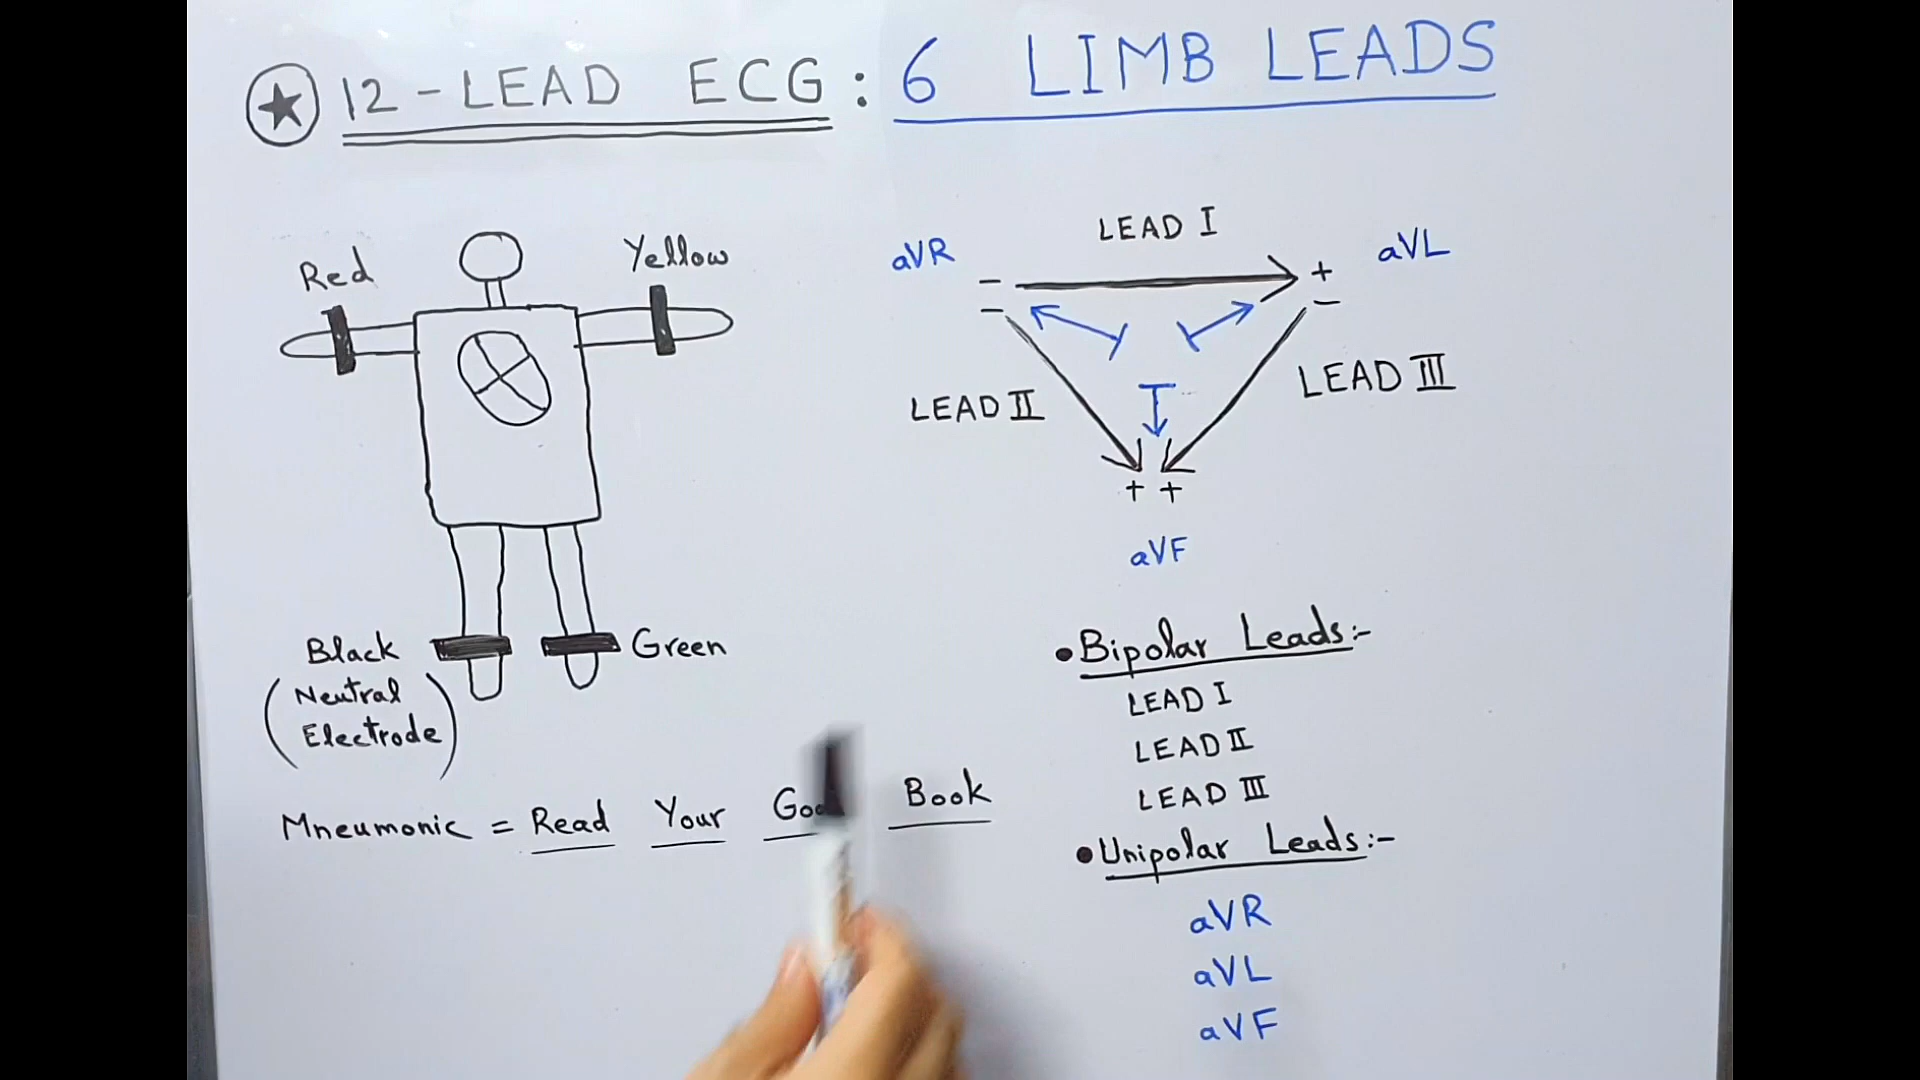 12-LEAD ECG: 6 LIMB LEADS
Red
Yellow
Black
(Neutral
Electrode)
Green
Mnemonic = Read Your Book
LEAD I
aVR
aVL
- +
- -
LEAD II
LEAD III
+ +
aVF
• Bipolar Leads:-
LEAD I
LEAD II
LEAD III
• Unipolar Leads:-
aVR
aVL
aVF